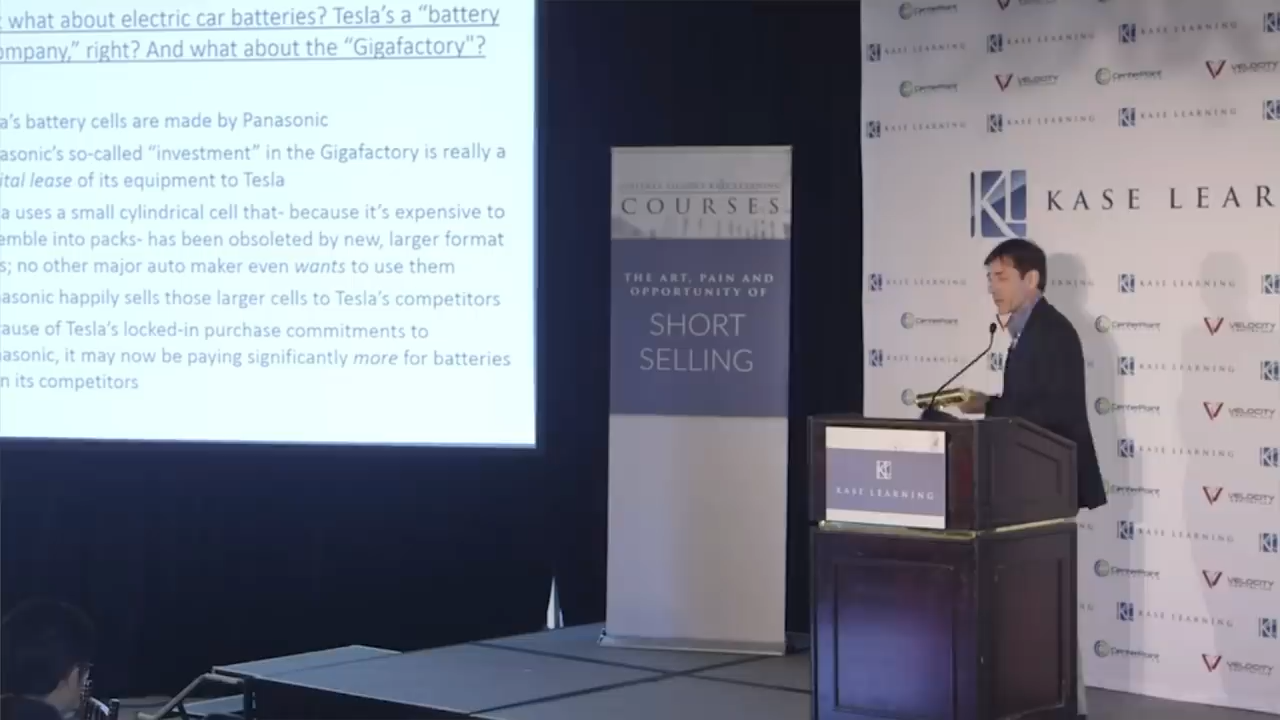 what about electric car batteries? Tesla's a “battery
ompany,” right? And what about the “Gigafactory"?
a's battery cells are made by Panasonic
asonic's so-called “investment” in the Gigafactory is really a
ital lease of its equipment to Tesla
a uses a small cylindrical cell that- because it's expensive to
emble into packs- has been obsoleted by new, larger format
s; no other major auto maker even wants to use them
asonic happily sells those larger cells to Tesla's competitors
ause of Tesla's locked-in purchase commitments to
asonic, it may now be paying significantly more for batteries
n its competitors
COURSES
THE ART, PAIN AND
OPPORTUNITY OF
SHORT
SELLING
KASE LEAR
KASE LEARNING
CenterPoint
VELOCITY
KASE LEARNING